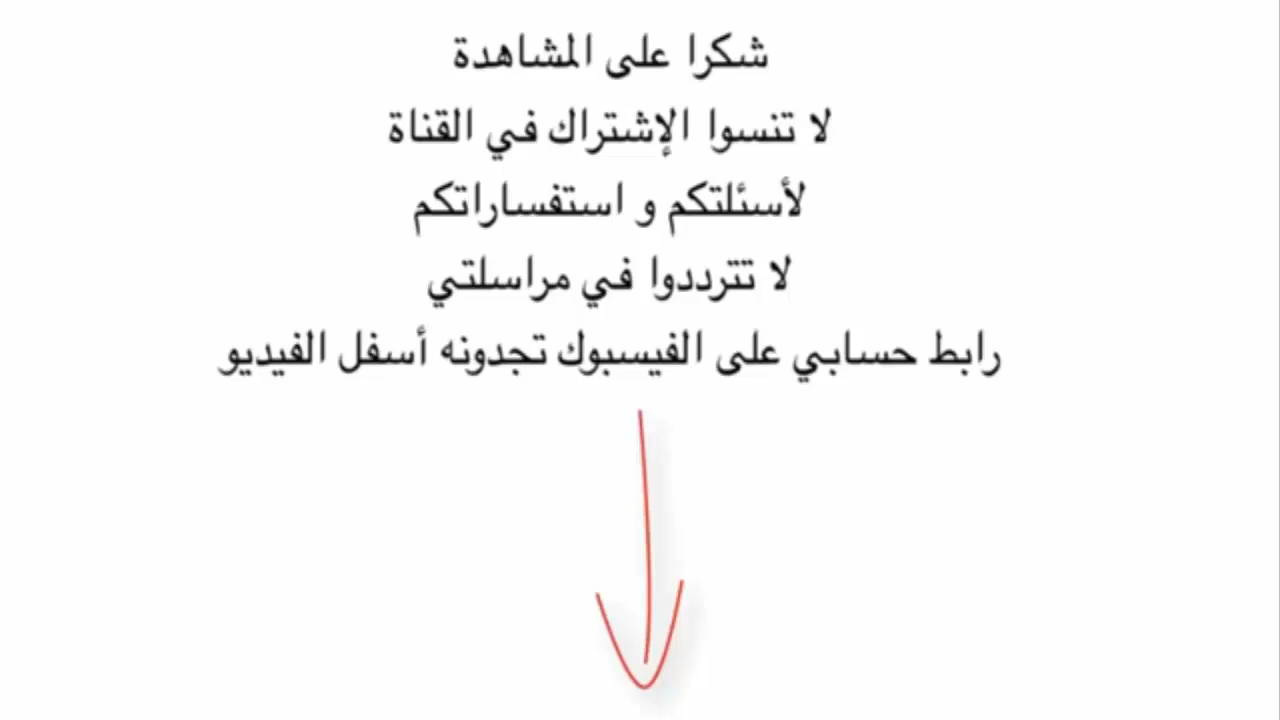 شكرا على المشاهدة
لا تنسوا الإشتراك في القناة
لأسئلتكم و استفساراتكم
لا تترددوا في مراسلتي
رابط حسابي على الفيسبوك تجدونه أسفل الفيديو